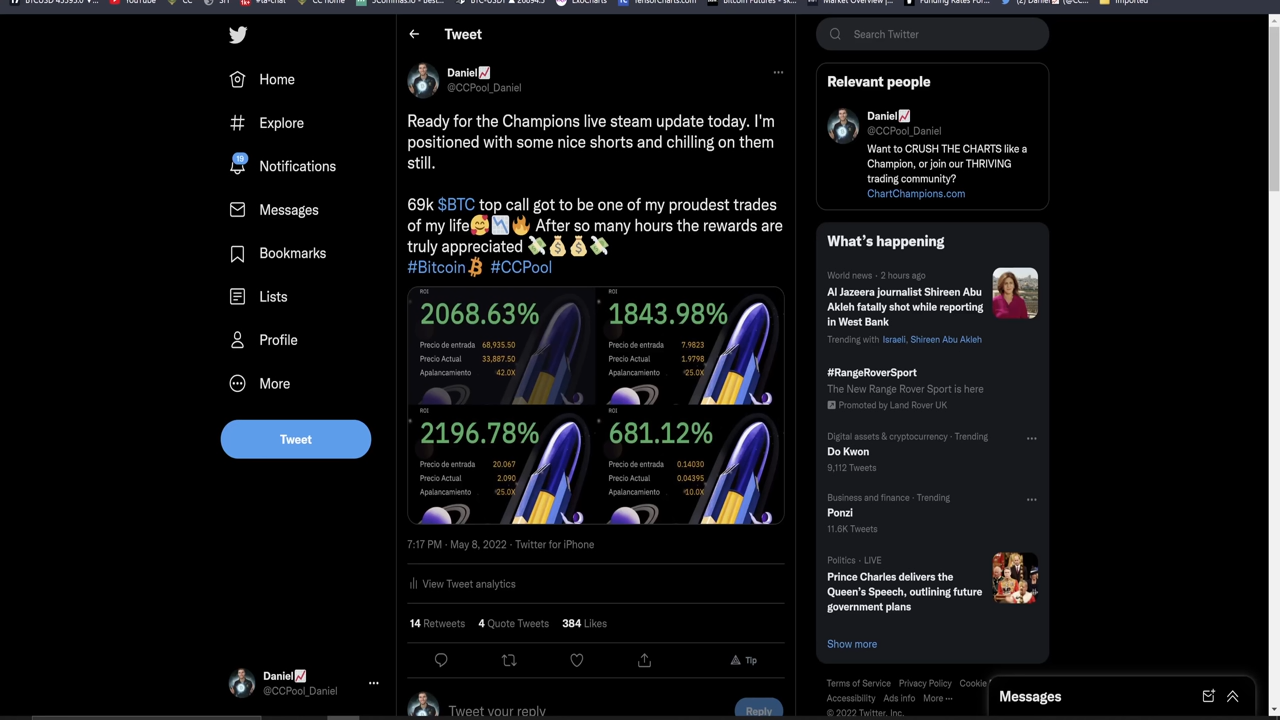 YouTube
CC
SFI
CC home
Imported
Home
Explore
19
Notifications
Messages
Bookmarks
Lists
Profile
More
Tweet
Daniel
@CCPool_Daniel
Tweet
Daniel
@CCPool_Daniel
Ready for the Champions live steam update today. I'm
positioned with some nice shorts and chilling on them
still.
69k $BTC top call got to be one of my proudest trades
of my life🥰📉🔥 After so many hours the rewards are
truly appreciated 💸💰💰💸
#Bitcoin #CCPool
ROI
2068.63%
Precio de entrada 68,935.50
Precio Actual 33,887.50
Apalancamiento 42.0X
ROI
1843.98%
Precio de entrada 7.9823
Precio Actual 1.9798
Apalancamiento 25.0X
ROI
2196.78%
Precio de entrada 20.067
Precio Actual 2.090
Apalancamiento 25.0X
ROI
681.12%
Precio de entrada 0.14030
Precio Actual 0.04395
Apalancamiento 10.0X
7:17 PM · May 8, 2022 · Twitter for iPhone
View Tweet analytics
14 Retweets 4 Quote Tweets 384 Likes
Tip
Tweet your reply
Reply
Search Twitter
Relevant people
Daniel
@CCPool_Daniel
Want to CRUSH THE CHARTS like a
Champion, or join our THRIVING
trading community?
ChartChampions.com
What's happening
World news · 2 hours ago
Al Jazeera journalist Shireen Abu
Akleh fatally shot while reporting
in West Bank
Trending with Israeli, Shireen Abu Akleh
#RangeRoverSport
The New Range Rover Sport is here
Promoted by Land Rover UK
Digital assets & cryptocurrency · Trending
Do Kwon
9,112 Tweets
Business and finance · Trending
Ponzi
11.6K Tweets
Politics · LIVE
Prince Charles delivers the
Queen's Speech, outlining future
government plans
Show more
Terms of Service Privacy Policy Cookie
Accessibility Ads info More
© 2022 Twitter, Inc.
Messages